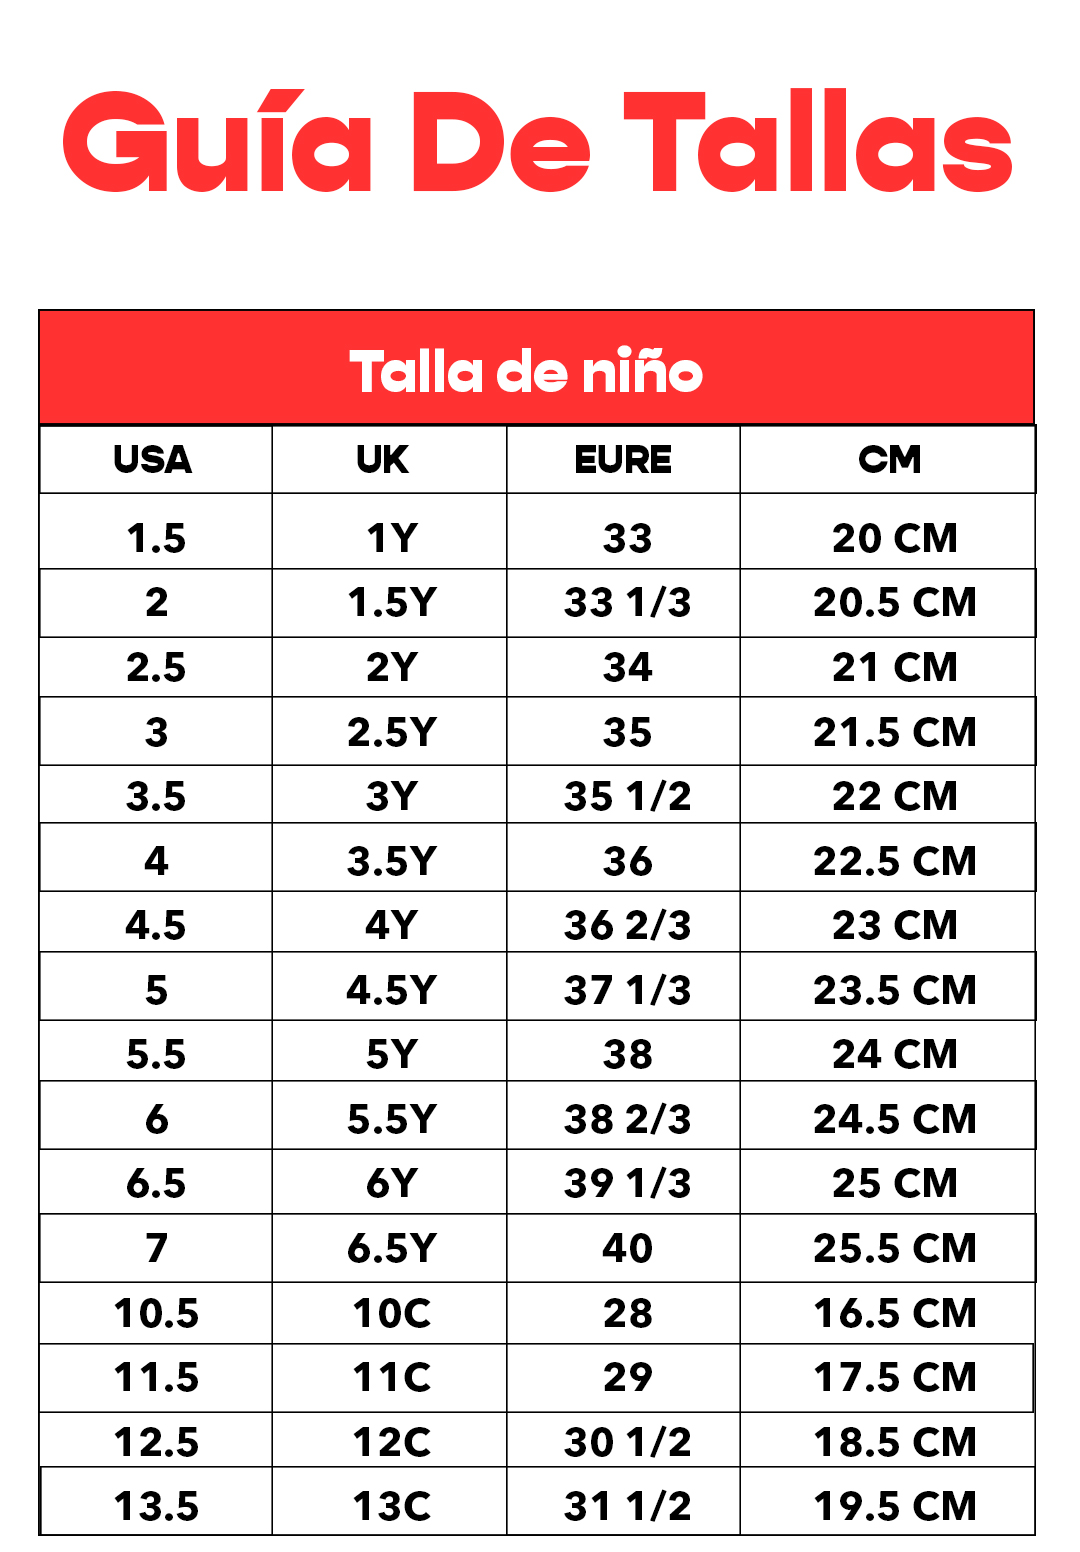 Guía De Tallas
Talla de niño
USA UK EURE CM
1.5 1Y 33 20 CM
2 1.5Y 33 1/3 20.5 CM
2.5 2Y 34 21 CM
3 2.5Y 35 21.5 CM
3.5 3Y 35 1/2 22 CM
4 3.5Y 36 22.5 CM
4.5 4Y 36 2/3 23 CM
5 4.5Y 37 1/3 23.5 CM
5.5 5Y 38 24 CM
6 5.5Y 38 2/3 24.5 CM
6.5 6Y 39 1/3 25 CM
7 6.5Y 40 25.5 CM
10.5 10C 28 16.5 CM
11.5 11C 29 17.5 CM
12.5 12C 30 1/2 18.5 CM
13.5 13C 31 1/2 19.5 CM